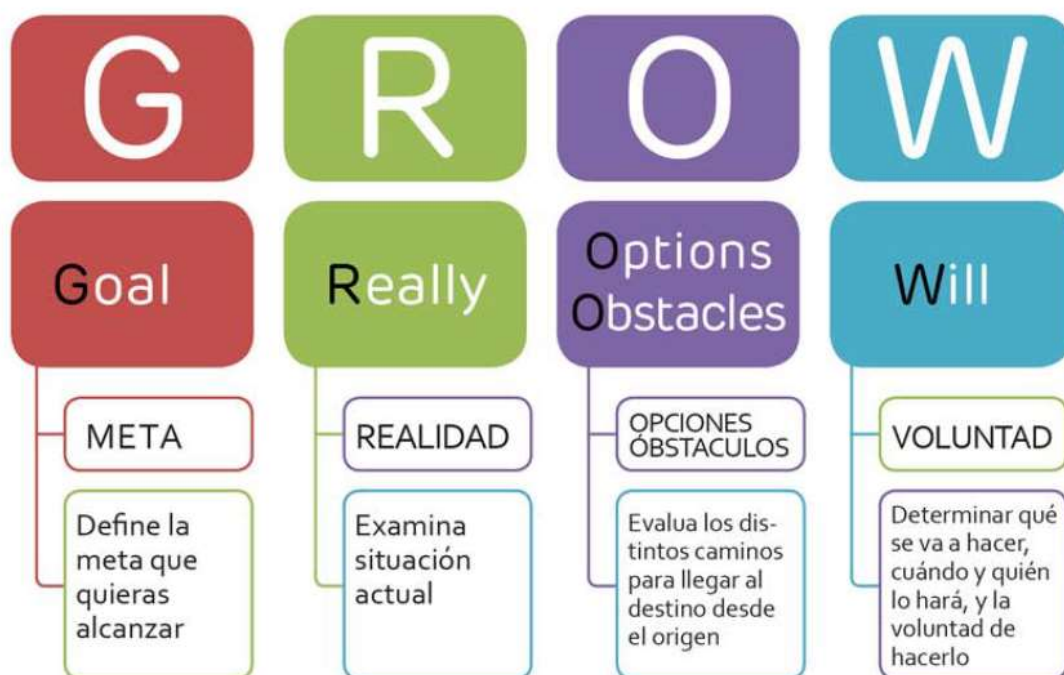 G
R
O
W
Goal
Really
Options
Obstacles
Will
META
REALIDAD
OPCIONES
ÓBSTACULOS
VOLUNTAD
Define la
meta que
quieras
alcanzar
Examina
situación
actual
Evalua los dis-
tintos caminos
para llegar al
destino desde
el origen
Determinar qué
se va a hacer,
cuándo y quién
lo hará, y la
voluntad de
hacerlo